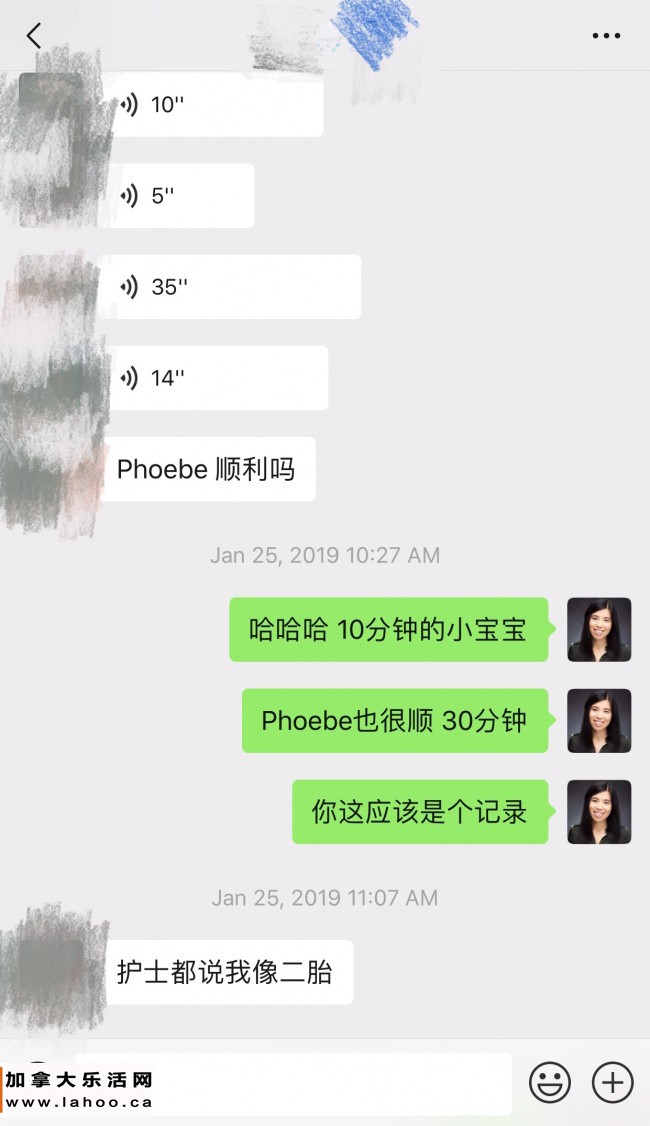 10''
5''
35''
14''
Phoebe 顺利吗
Jan 25, 2019 10:27 AM
哈哈哈 10分钟的小宝宝
Phoebe也很顺 30分钟
你这应该是个记录
Jan 25, 2019 11:07 AM
护士都说我像二胎
加拿大乐活网
www.lahoo.ca